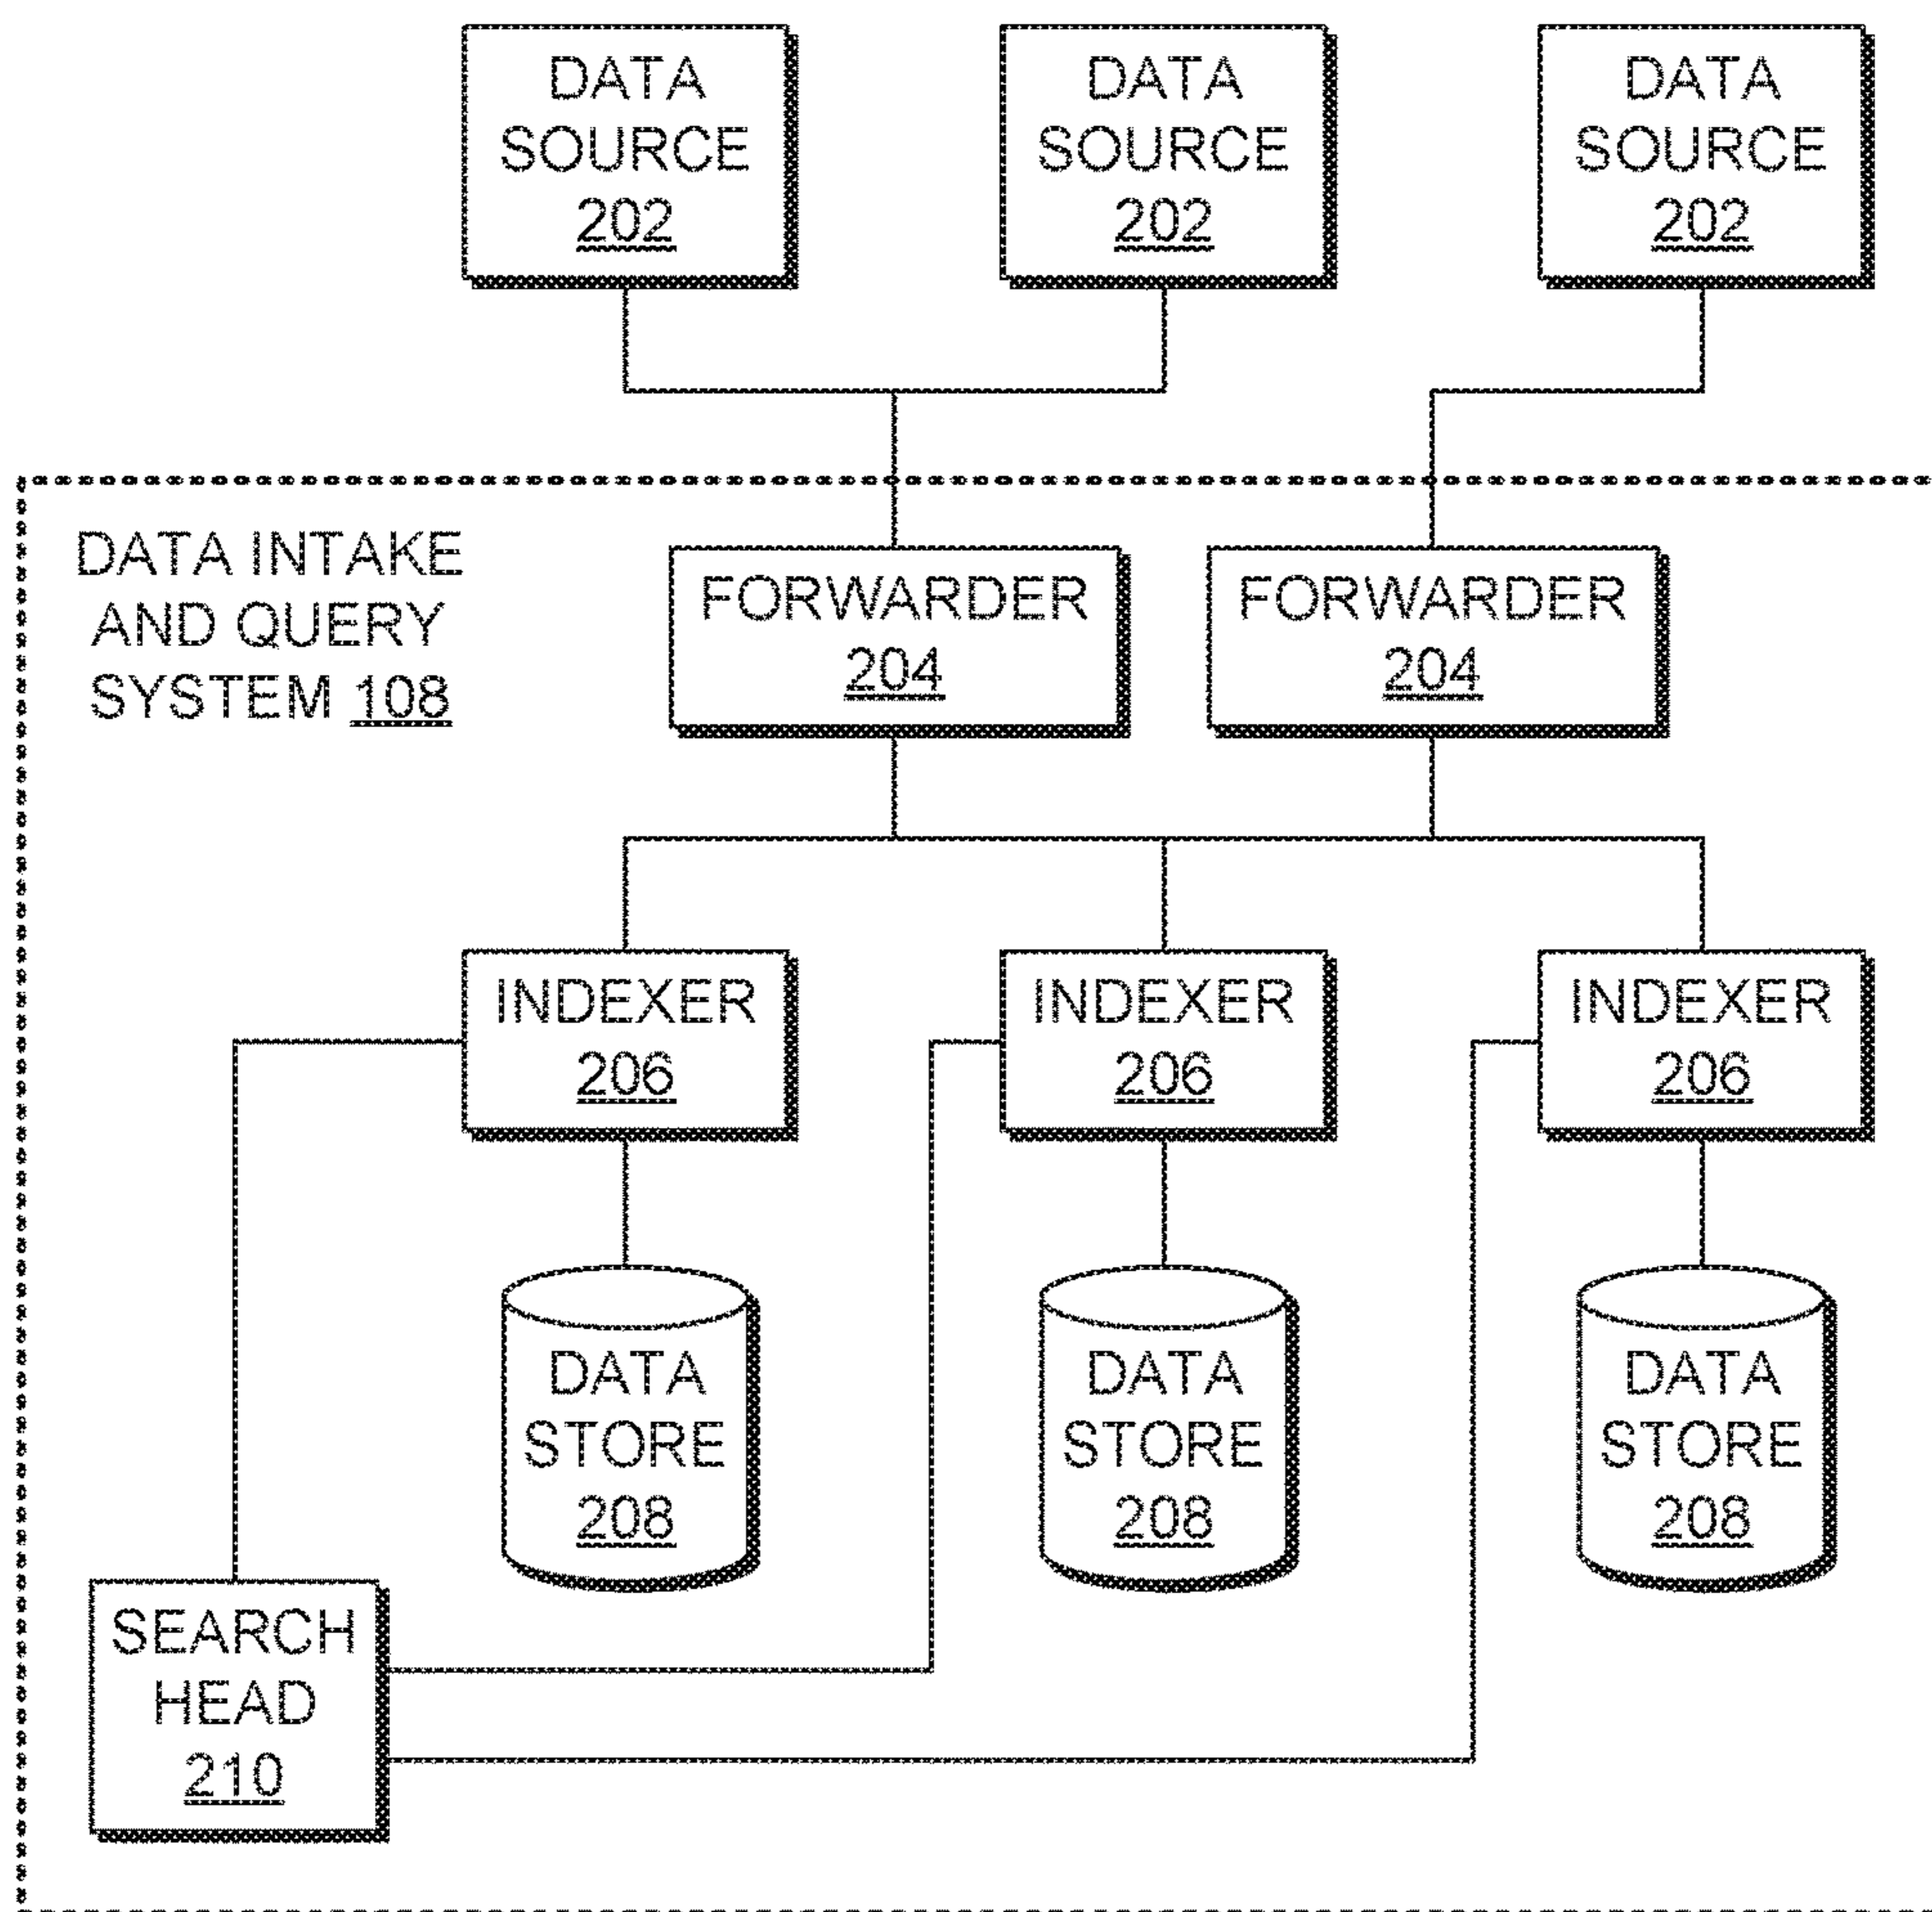 DATA
SOURCE
202
DATA
SOURCE
202
DATA
SOURCE
202
DATA INTAKE
AND QUERY
SYSTEM 108
FORWARDER
204
FORWARDER
204
INDEXER
206
INDEXER
206
INDEXER
206
DATA
STORE
208
DATA
STORE
208
DATA
STORE
208
SEARCH
HEAD
210